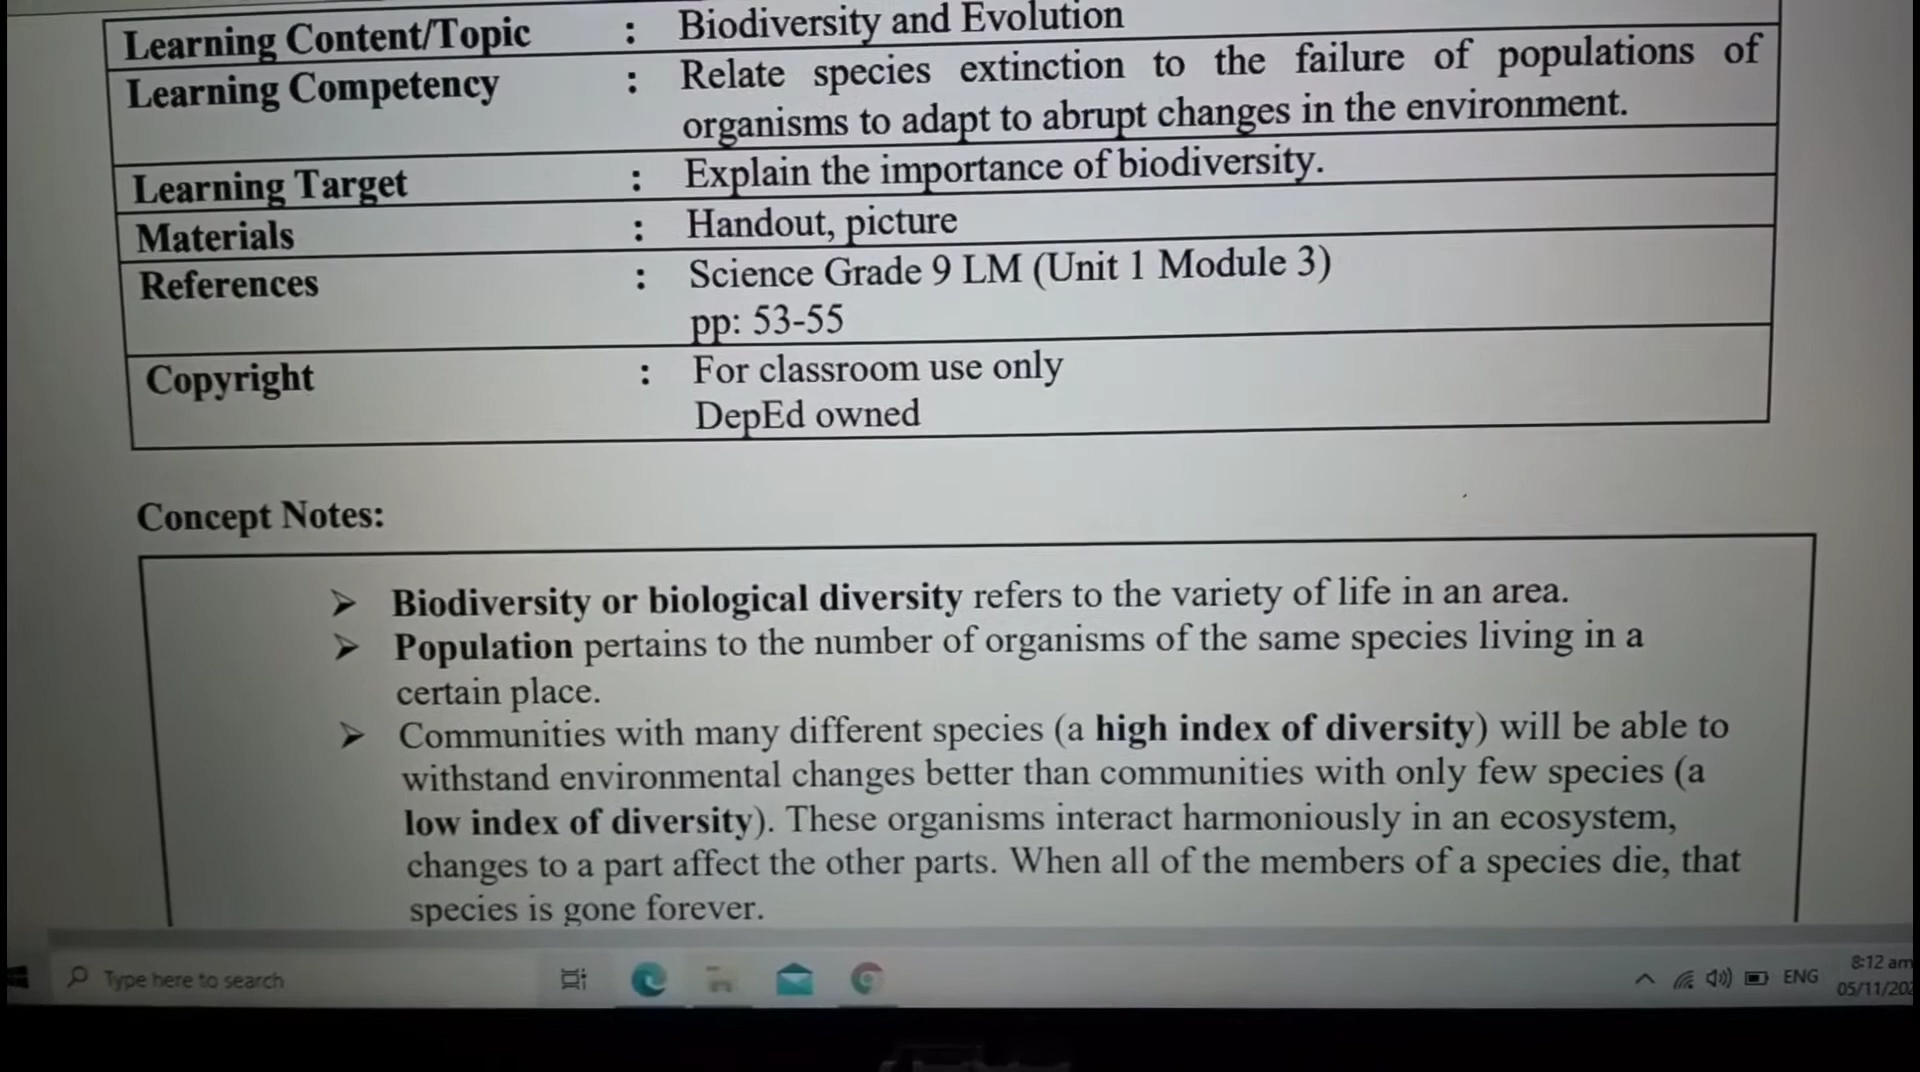 Learning Content/Topic : Biodiversity and Evolution
Learning Competency : Relate species extinction to the failure of populations of
organisms to adapt to abrupt changes in the environment.
Learning Target : Explain the importance of biodiversity.
Materials : Handout, picture
References : Science Grade 9 LM (Unit 1 Module 3)
pp: 53-55
Copyright : For classroom use only
DepEd owned
Concept Notes:
➢ Biodiversity or biological diversity refers to the variety of life in an area.
➢ Population pertains to the number of organisms of the same species living in a
certain place.
➢ Communities with many different species (a high index of diversity) will be able to
withstand environmental changes better than communities with only few species (a
low index of diversity). These organisms interact harmoniously in an ecosystem,
changes to a part affect the other parts. When all of the members of a species die, that
species is gone forever.
Type here to search
ENG
8:12 am
05/11/202